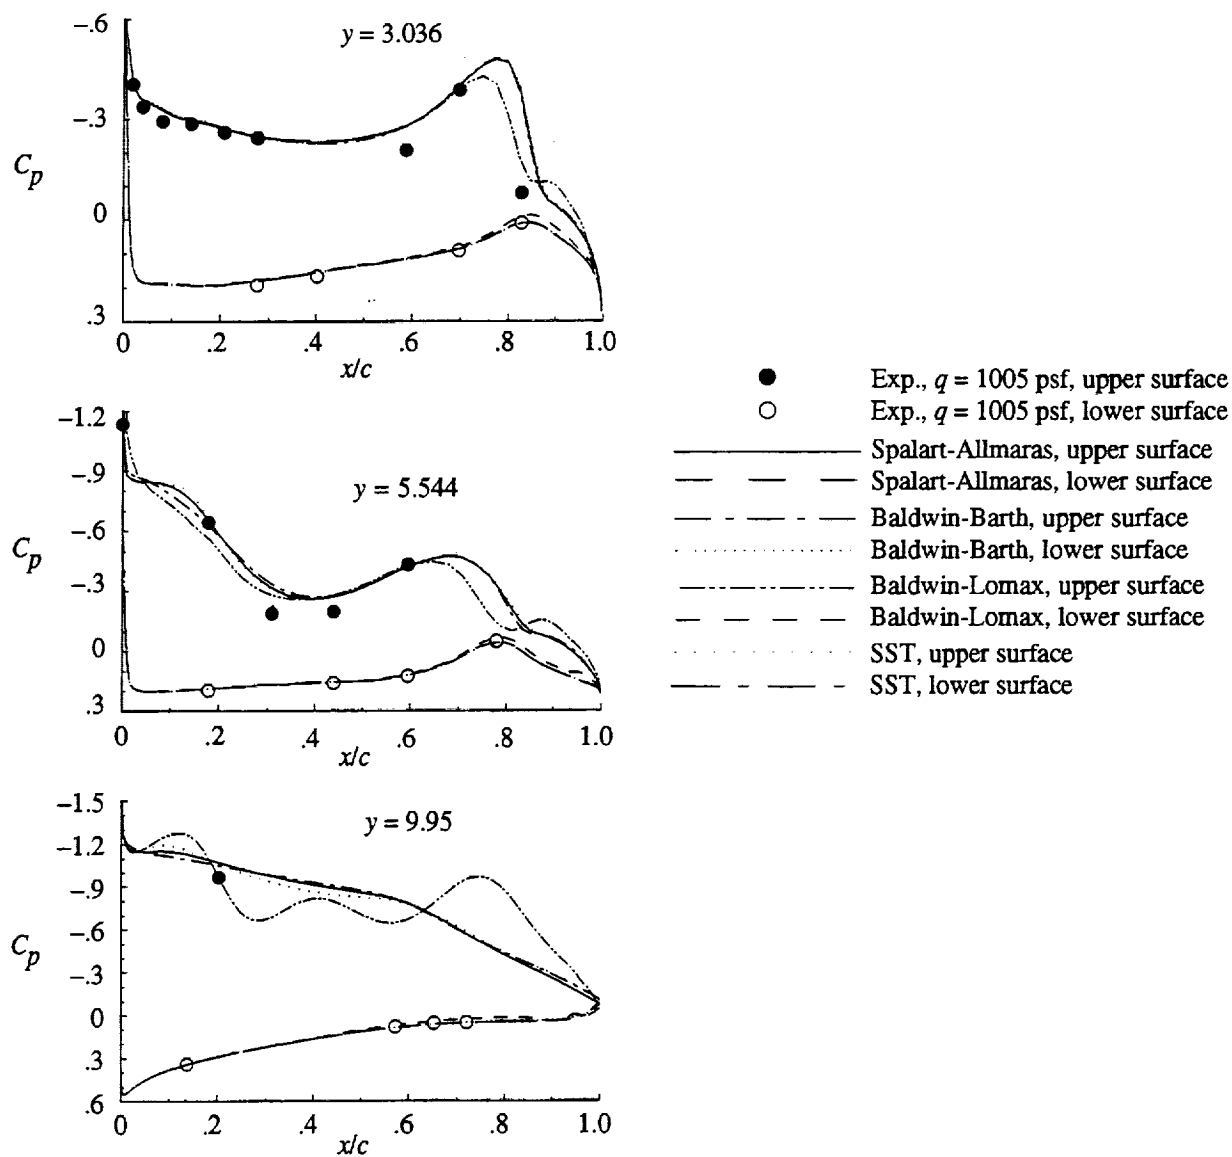 y = 3.036
–.6
–.3
0
.3
Cp
0 .2 .4 .6 .8 1.0
x/c
Exp., q = 1005 psf, upper surface
Exp., q = 1005 psf, lower surface
Spalart-Allmaras, upper surface
Spalart-Allmaras, lower surface
Baldwin-Barth, upper surface
Baldwin-Barth, lower surface
Baldwin-Lomax, upper surface
Baldwin-Lomax, lower surface
SST, upper surface
SST, lower surface
y = 5.544
–1.2
–.9
–.6
–.3
0
.3
Cp
0 .2 .4 .6 .8 1.0
x/c
y = 9.95
–1.5
–1.2
–.9
–.6
–.3
0
.3
.6
Cp
0 .2 .4 .6 .8 1.0
x/c